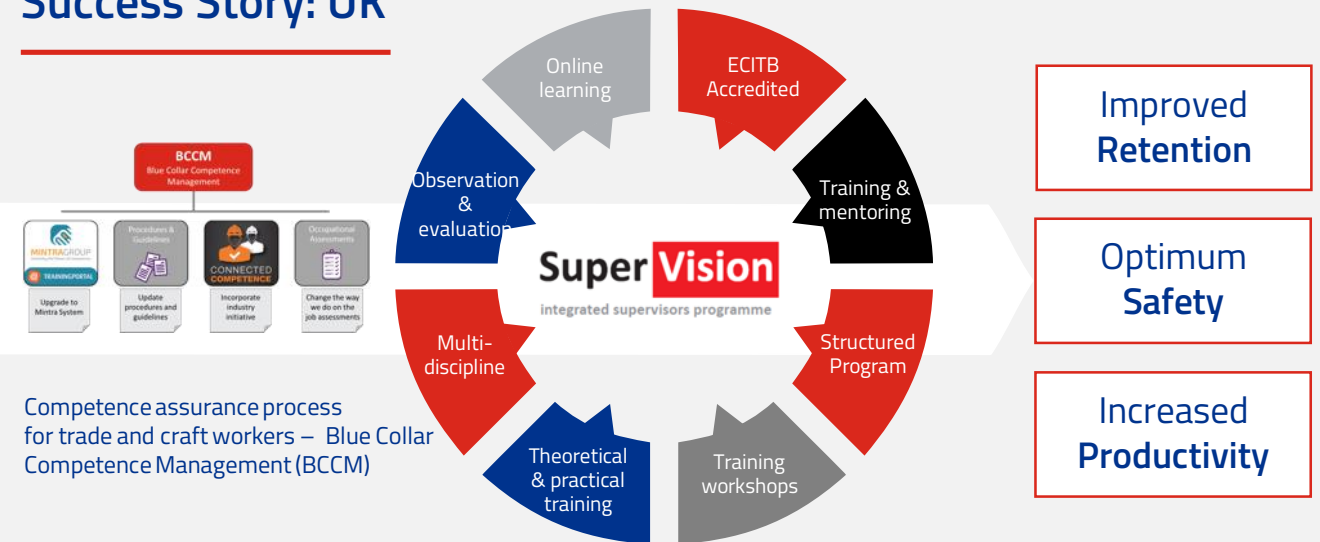 Success Story: UK
BCCM
Blue Collar Competence
Management
MINTRAGROUP
TRAININGPORTAL
Procedures &
Guidelines
CONNECTED
COMPETENCE
Occupational
Assessments
Upgrade to
Mintra System
Update
procedures and
guidelines
Incorporate
industry
initiative
Change the way
we do on the
job assessments
Competence assurance process
for trade and craft workers – Blue Collar
Competence Management (BCCM)
Online
learning
ECITB
Accredited
Observation
&
evaluation
Training &
mentoring
Super Vision
integrated supervisors programme
Multi-
discipline
Structured
Program
Theoretical
& practical
training
Training
workshops
Improved
Retention
Optimum
Safety
Increased
Productivity